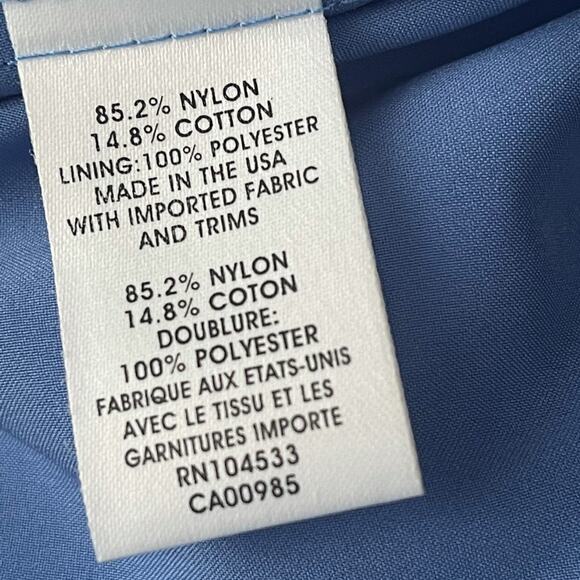 85.2% NYLON
14.8% COTTON
LINING:100% POLYESTER
MADE IN THE USA
WITH IMPORTED FABRIC
AND TRIMS
85.2% NYLON
14.8% COTON
DOUBLURE:
100% POLYESTER
FABRIQUE AUX ETATS-UNIS
AVEC LE TISSU ET LES
GARNITURES IMPORTE
RN104533
CA00985